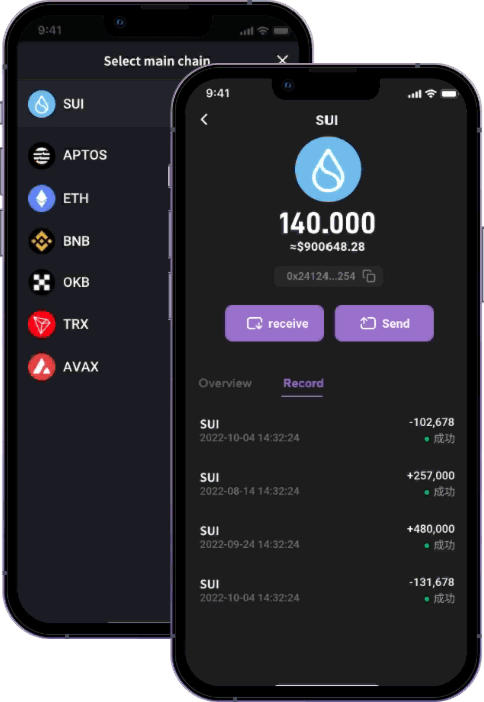 9:41
Select main chain
SUI
APTOS
ETH
BNB
OKB
TRX
AVAX
9:41
SUI
140.000
≈$900648.28
0x24124...254
receive
Send
Overview
Record
SUI
-102,678
2022-10-04 14:32:24
成功
SUI
+257,000
2022-08-14 14:32:24
成功
SUI
+480,000
2022-09-24 14:32:24
成功
SUI
-131,678
2022-10-04 14:32:24
成功